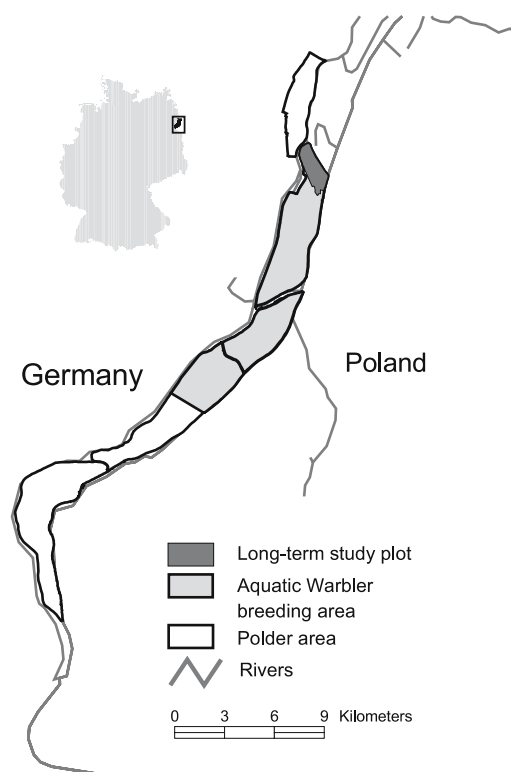 Germany
Poland
Long-term study plot
Aquatic Warbler
breeding area
Polder area
Rivers
0 3 6 9 Kilometers